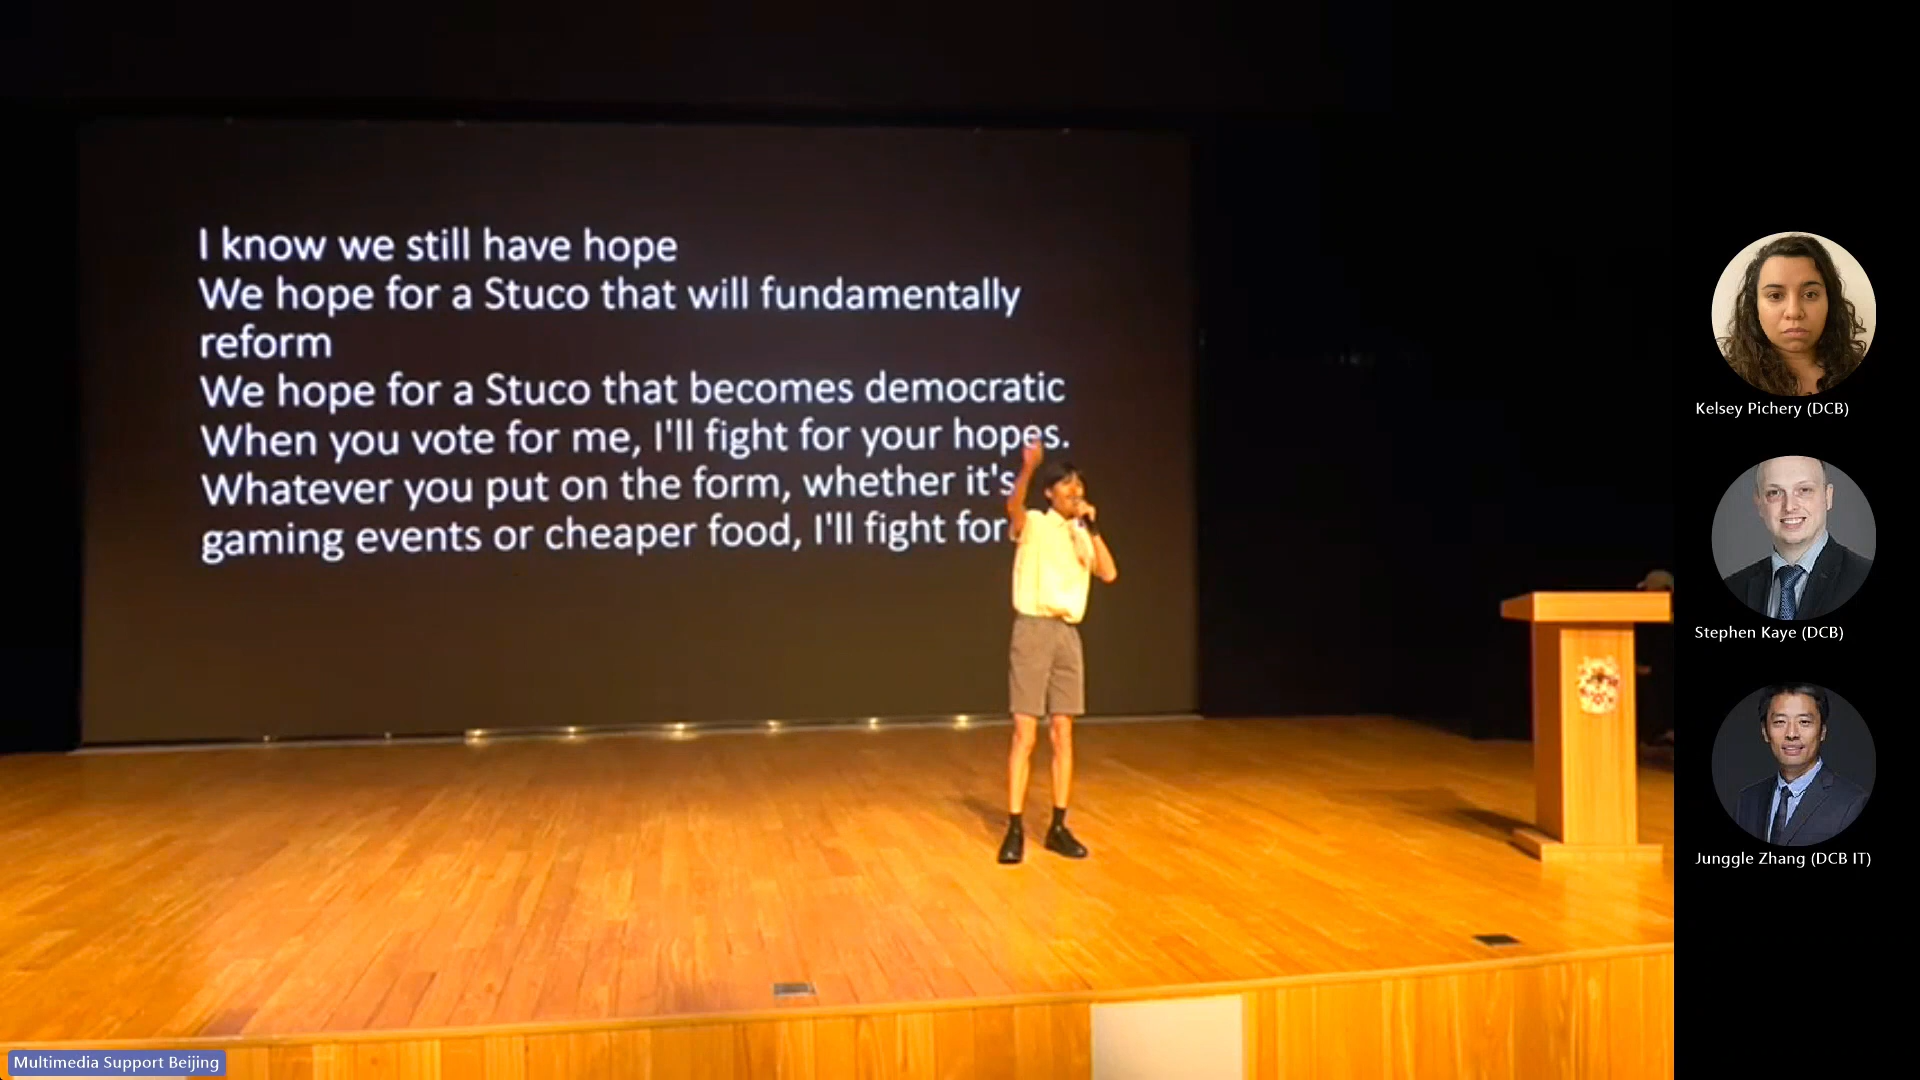 I know we still have hope
We hope for a Stuco that will fundamentally
reform
We hope for a Stuco that becomes democratic
When you vote for me, I'll fight for your hopes.
Whatever you put on the form, whether it's
gaming events or cheaper food, I'll fight for
Kelsey Pichery (DCB)
Stephen Kaye (DCB)
Junggle Zhang (DCB IT)
Multimedia Support Beijing